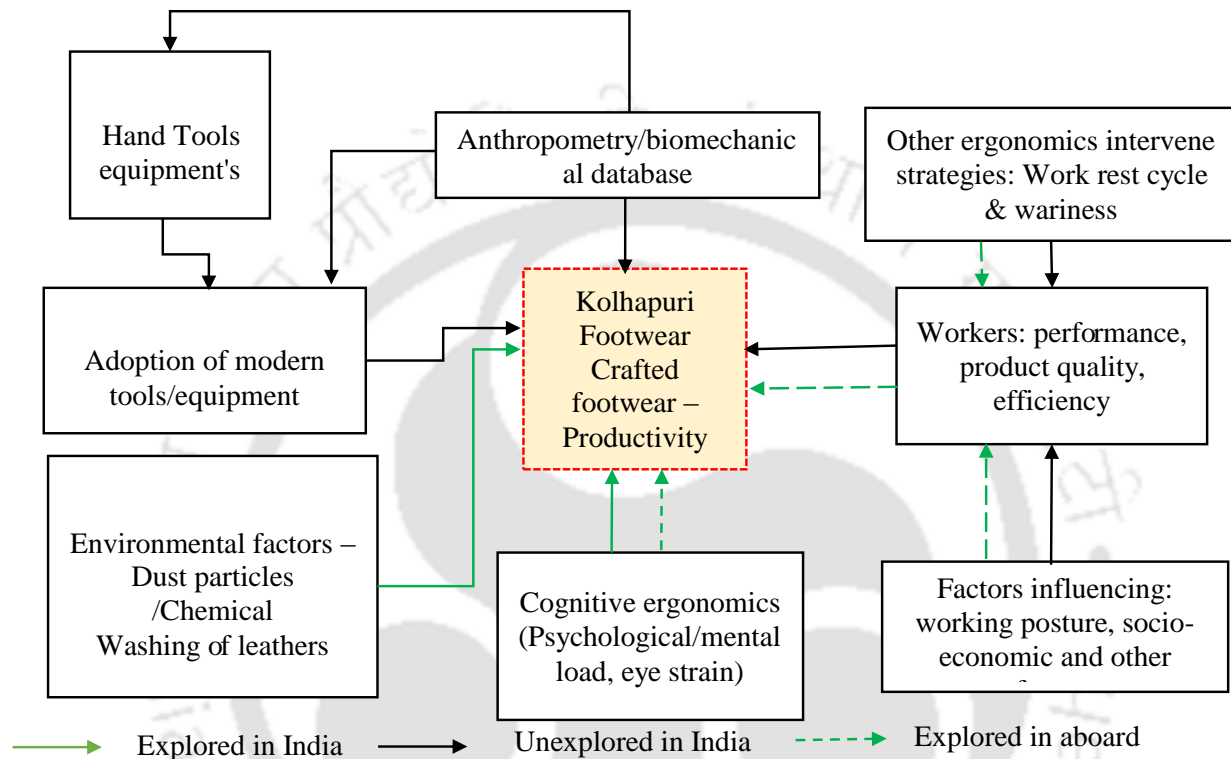 Hand Tools
equipment's
Anthropometry/biomechanic
al database
Other ergonomics intervene
strategies: Work rest cycle
& wariness
Adoption of modern
tools/equipment
Kolhapuri
Footwear
Crafted
footwear –
Productivity
Workers: performance,
product quality,
efficiency
Environmental factors –
Dust particles
/Chemical
Washing of leathers
Cognitive ergonomics
(Psychological/mental
load, eye strain)
Factors influencing:
working posture, socio-
economic and other
Explored in India
Unexplored in India
Explored in aboard